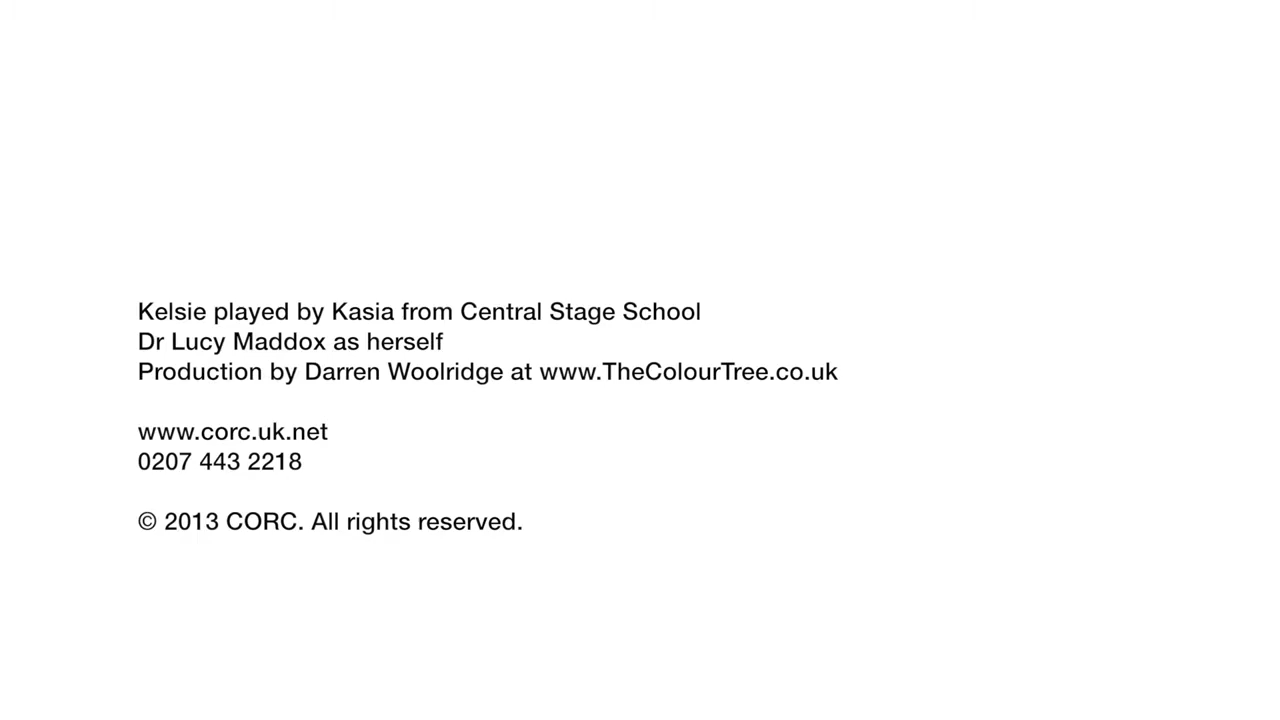 Kelsie played by Kasia from Central Stage School
Dr Lucy Maddox as herself
Production by Darren Woolridge at www.TheColourTree.co.uk
www.corc.uk.net
0207 443 2218
© 2013 CORC. All rights reserved.